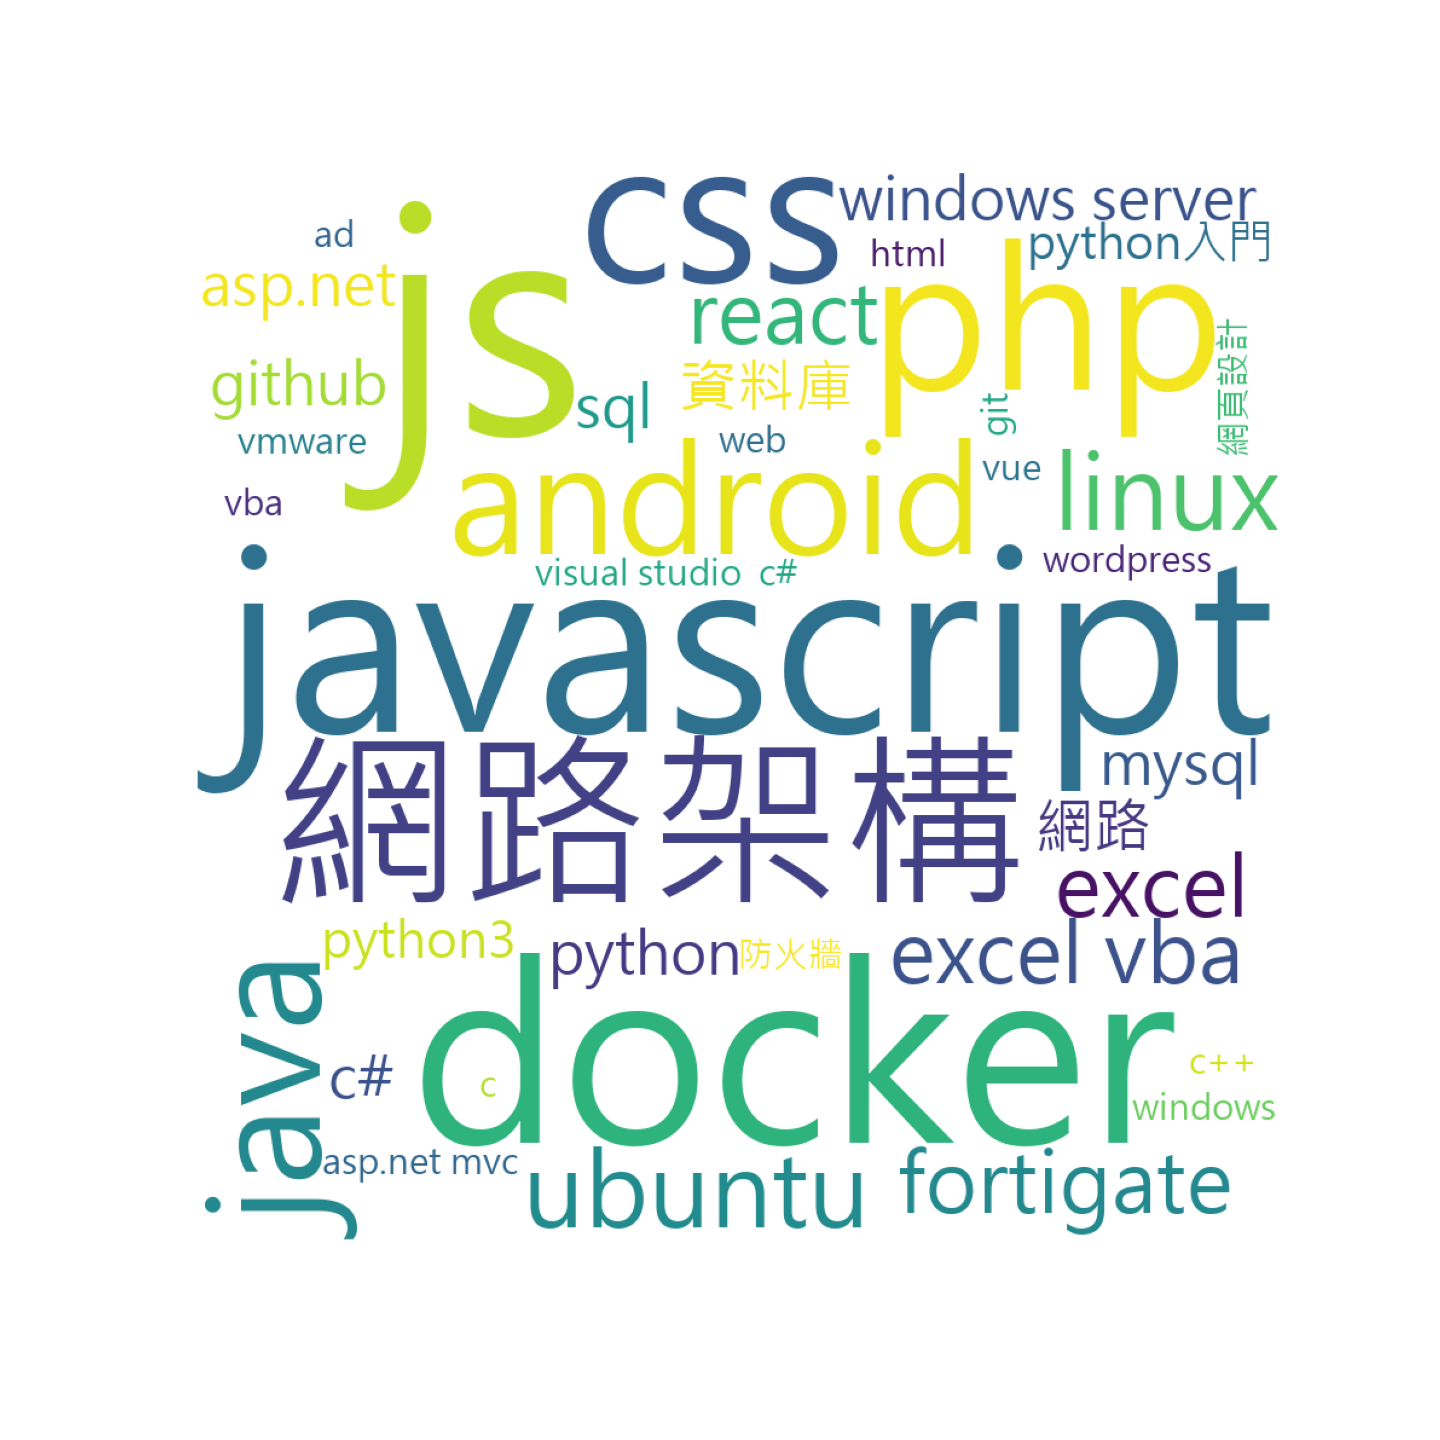 css
windows server
js
ad
html
python入門
php
asp.net
react
網頁設計
github
資料庫
sql
git
vmware
web
android
vue
linux
vba
wordpress
visual studio
c#
javascript
網路架構
mysql
網路
excel
python3
python
防火牆
excel vba
java
docker
c#
c
c++
windows
asp.net mvc
ubuntu
fortigate